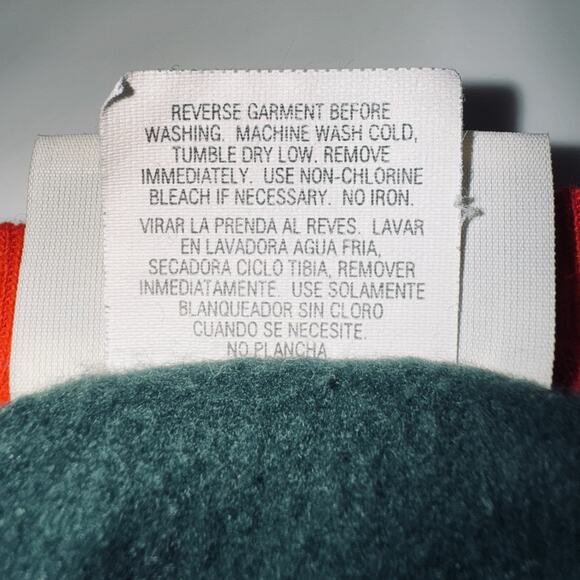 REVERSE GARMENT BEFORE
WASHING. MACHINE WASH COLD,
TUMBLE DRY LOW. REMOVE
IMMEDIATELY. USE NON-CHLORINE
BLEACH IF NECESSARY. NO IRON.
VIRAR LA PRENDA AL REVES. LAVAR
EN LAVADORA AGUA FRIA,
SECADORA CICLO TIBIA, REMOVER
INMEDIATAMENTE. USE SOLAMENTE
BLANQUEADOR SIN CLORO
CUANDO SE NECESITE.
NO PLANCHA